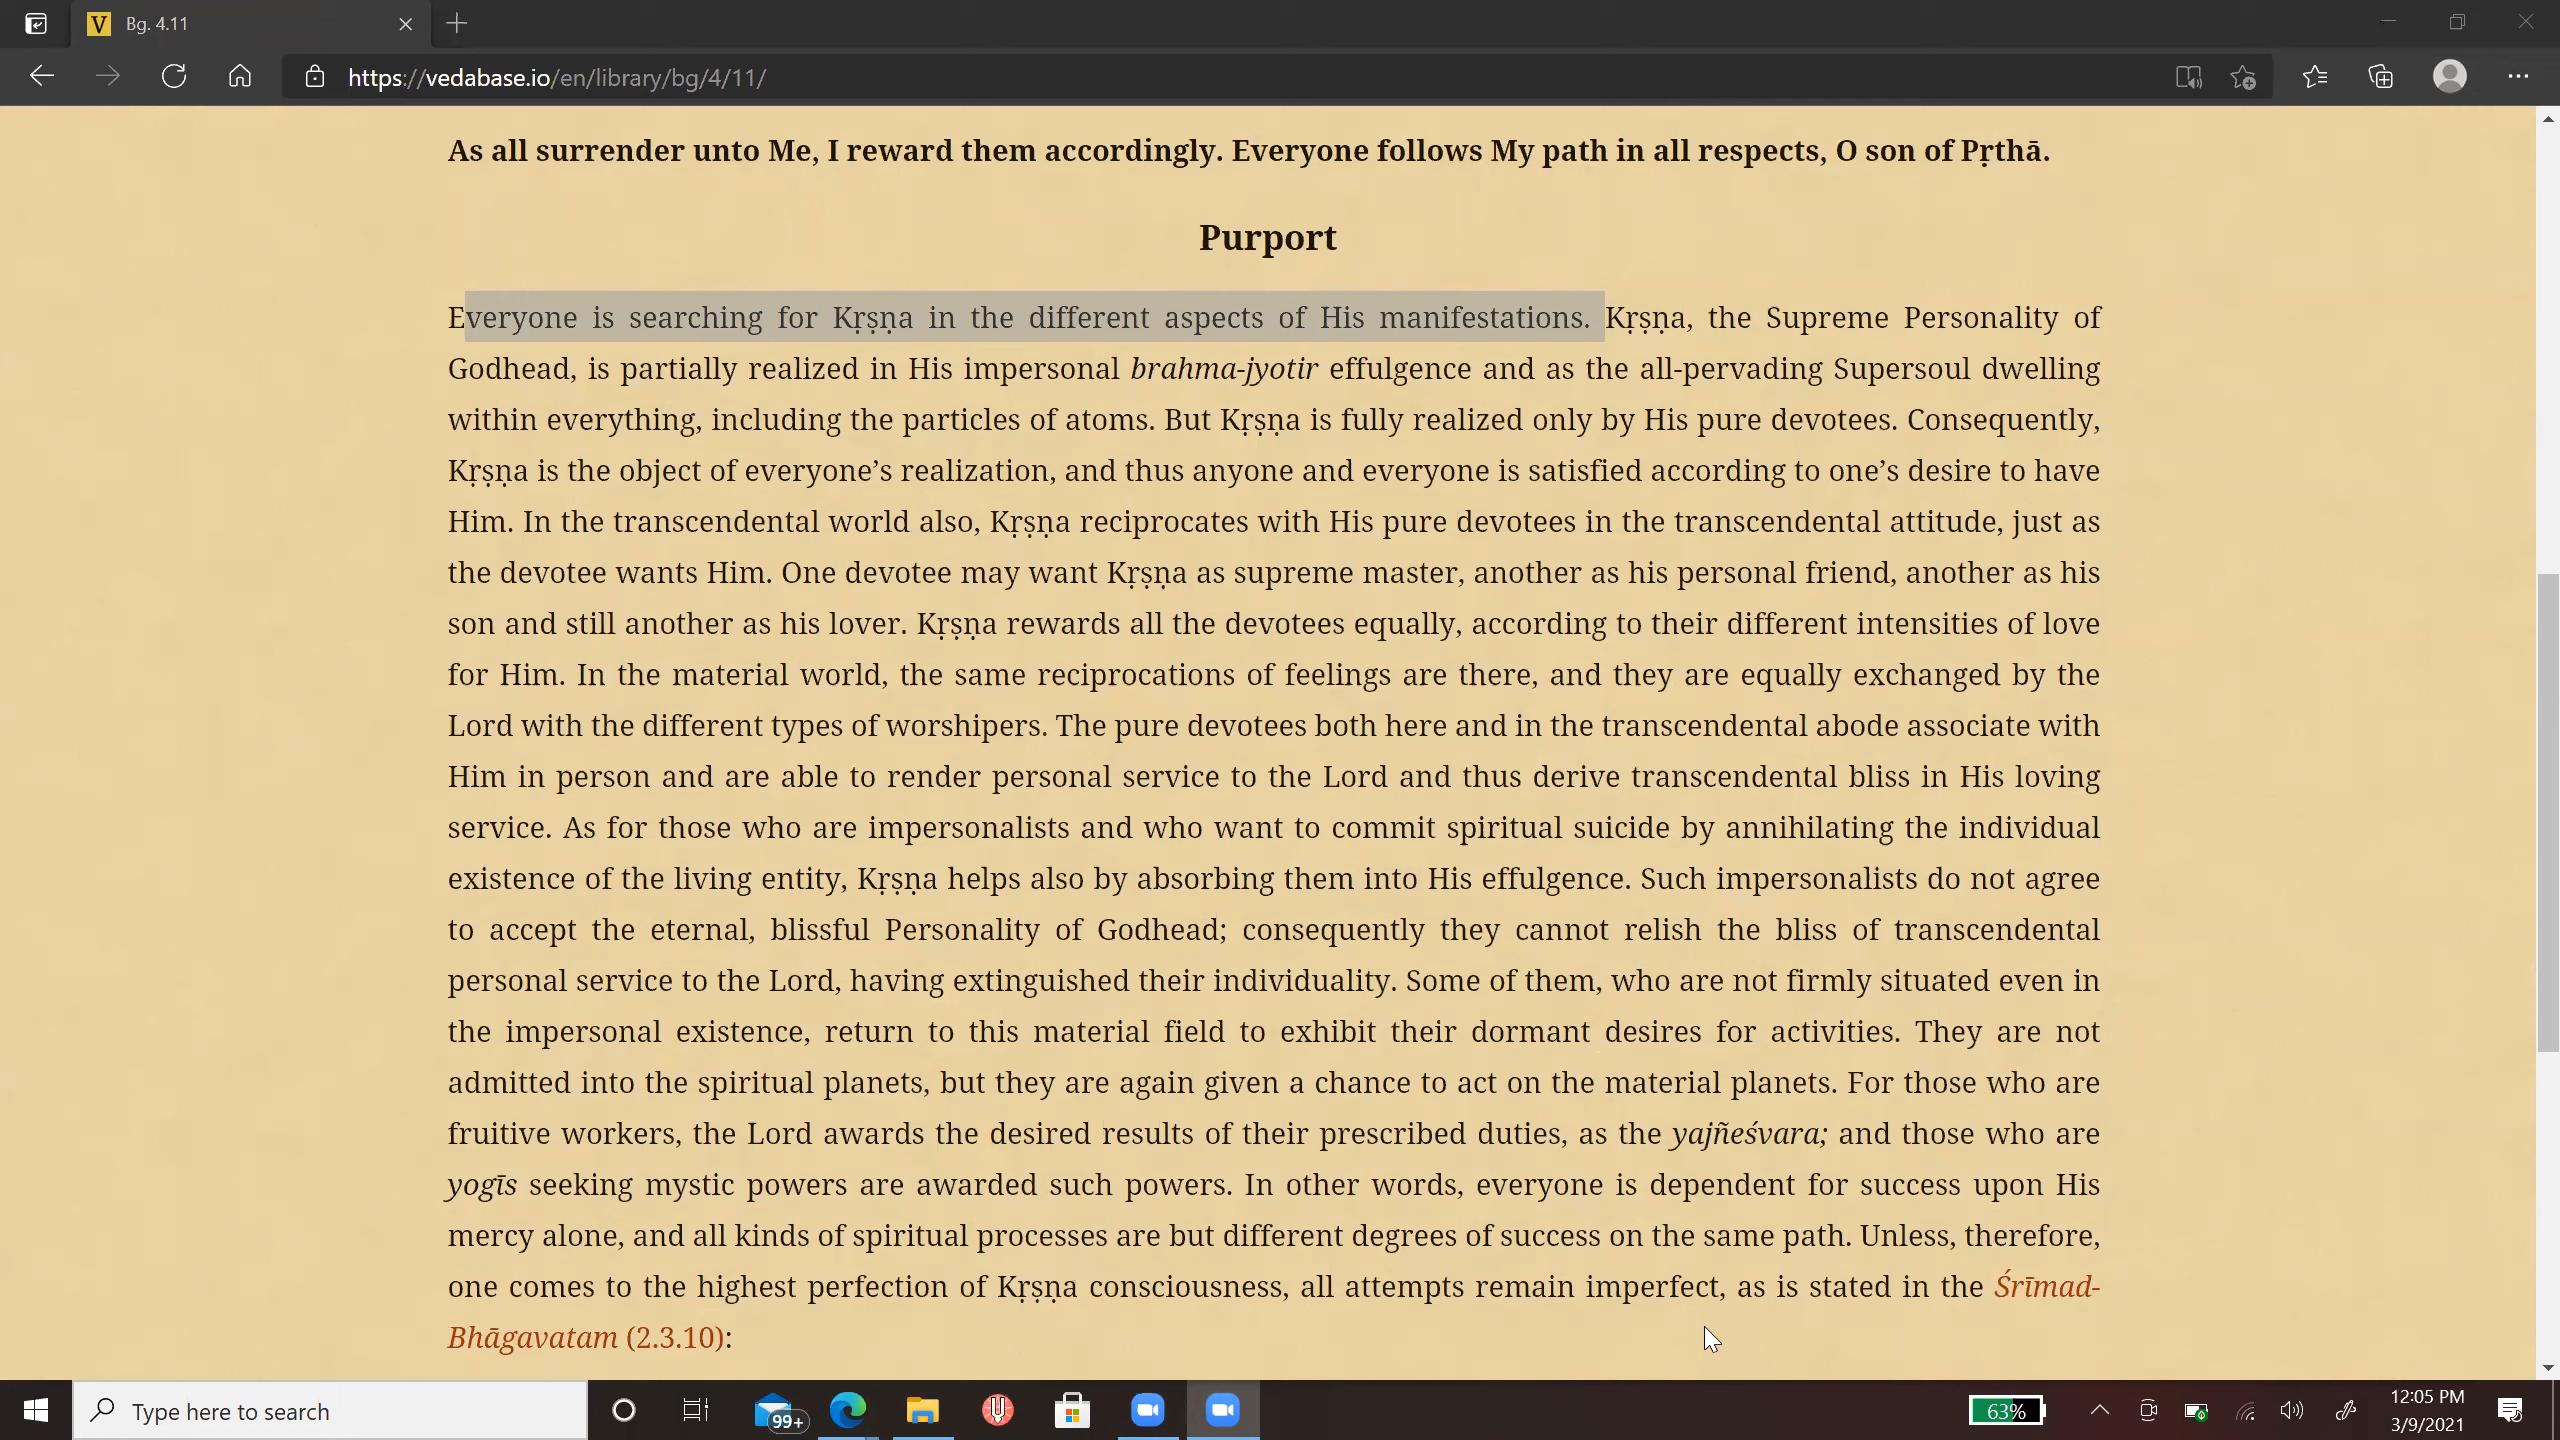 V Bg. 4.11
https://vedabase.io/en/library/bg/4/11/
As all surrender unto Me, I reward them accordingly. Everyone follows My path in all respects, O son of Pṛthā.
Purport
Everyone is searching for Kṛṣṇa in the different aspects of His manifestations. Kṛṣṇa, the Supreme Personality of
Godhead, is partially realized in His impersonal brahma-jyotir effulgence and as the all-pervading Supersoul dwelling
within everything, including the particles of atoms. But Kṛṣṇa is fully realized only by His pure devotees. Consequently,
Kṛṣṇa is the object of everyone’s realization, and thus anyone and everyone is satisfied according to one’s desire to have
Him. In the transcendental world also, Kṛṣṇa reciprocates with His pure devotees in the transcendental attitude, just as
the devotee wants Him. One devotee may want Kṛṣṇa as supreme master, another as his personal friend, another as his
son and still another as his lover. Kṛṣṇa rewards all the devotees equally, according to their different intensities of love
for Him. In the material world, the same reciprocations of feelings are there, and they are equally exchanged by the
Lord with the different types of worshipers. The pure devotees both here and in the transcendental abode associate with
Him in person and are able to render personal service to the Lord and thus derive transcendental bliss in His loving
service. As for those who are impersonalists and who want to commit spiritual suicide by annihilating the individual
existence of the living entity, Kṛṣṇa helps also by absorbing them into His effulgence. Such impersonalists do not agree
to accept the eternal, blissful Personality of Godhead; consequently they cannot relish the bliss of transcendental
personal service to the Lord, having extinguished their individuality. Some of them, who are not firmly situated even in
the impersonal existence, return to this material field to exhibit their dormant desires for activities. They are not
admitted into the spiritual planets, but they are again given a chance to act on the material planets. For those who are
fruitive workers, the Lord awards the desired results of their prescribed duties, as the yajñeśvara; and those who are
yogīs seeking mystic powers are awarded such powers. In other words, everyone is dependent for success upon His
mercy alone, and all kinds of spiritual processes are but different degrees of success on the same path. Unless, therefore,
one comes to the highest perfection of Kṛṣṇa consciousness, all attempts remain imperfect, as is stated in the Śrīmad-
Bhāgavatam (2.3.10):
Type here to search
99+
63%
12:05 PM
3/9/2021